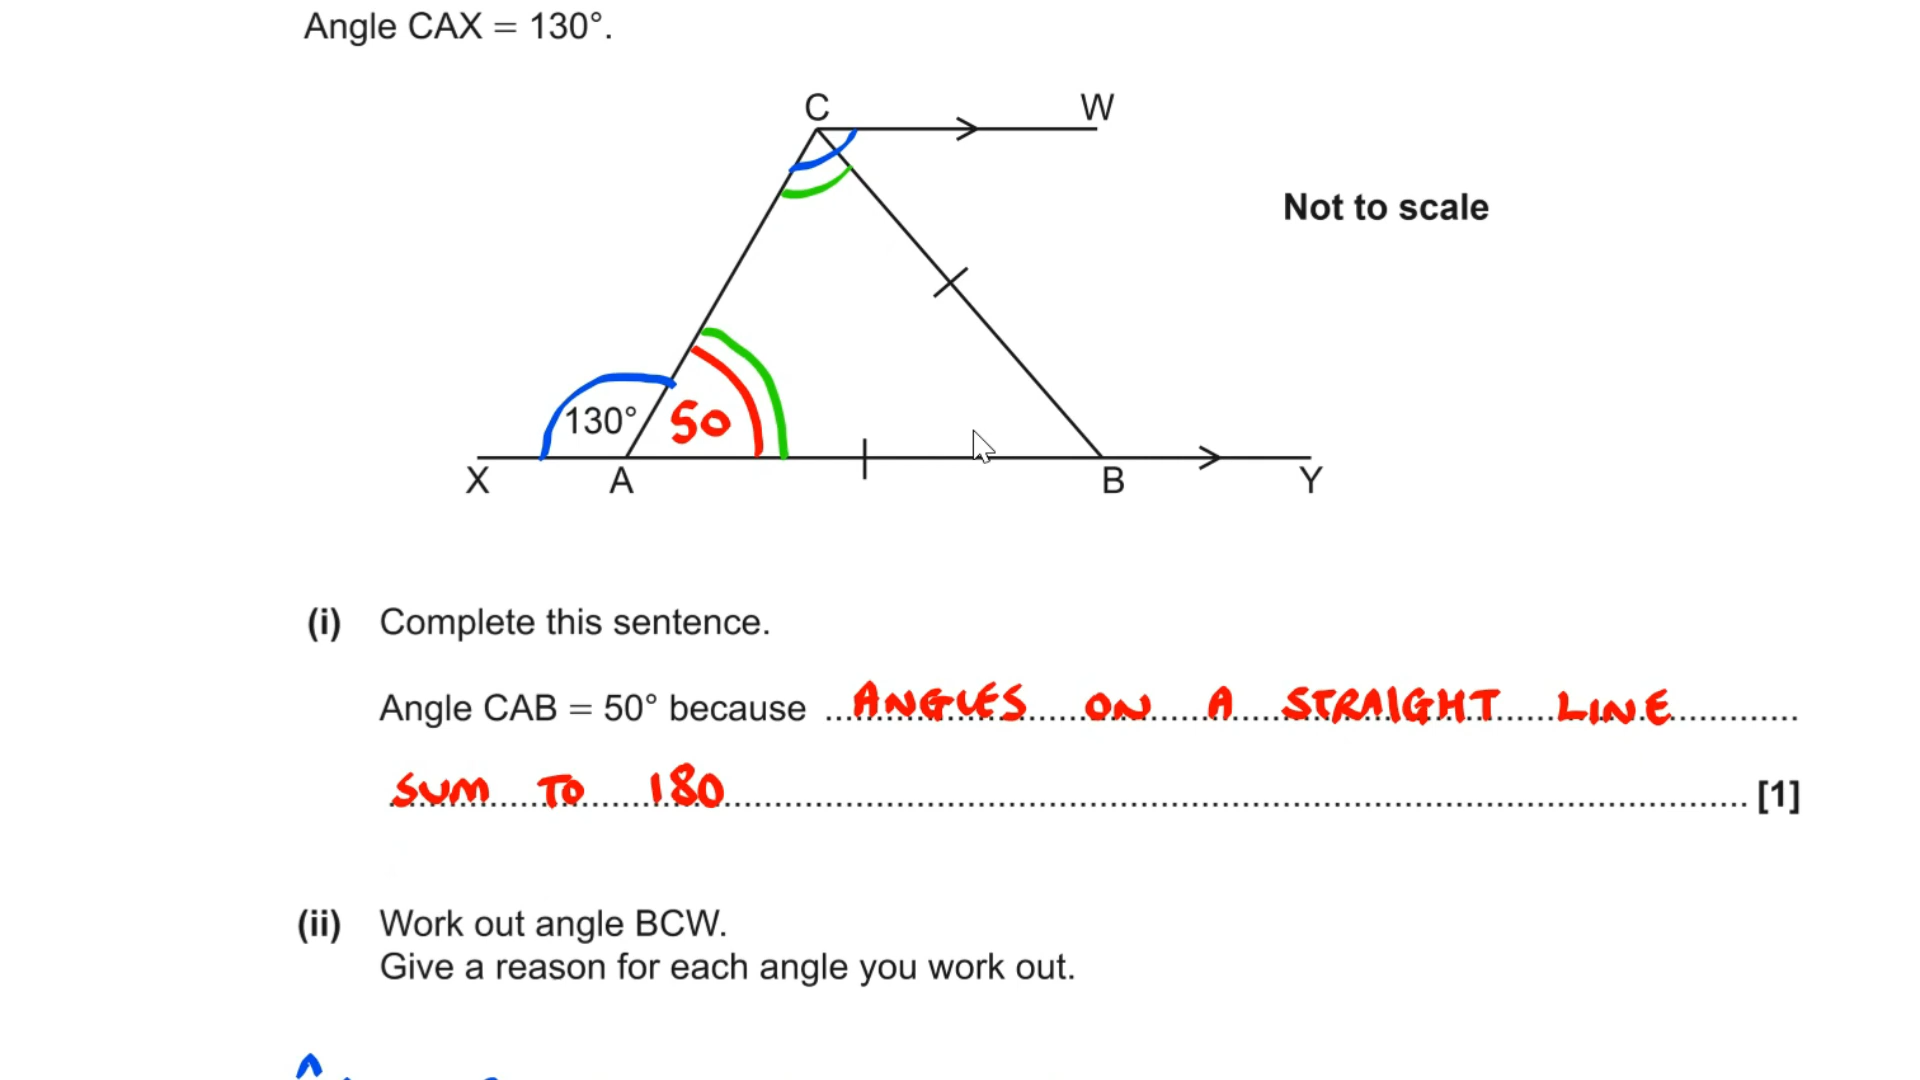 Angle CAX = 130°.
C
W
Not to scale
130°
50
X
A
B
Y
(i) Complete this sentence.
Angle CAB = 50° because ANGLES ON A STRAIGHT LINE
SUM TO 180 [1]
(ii) Work out angle BCW.
Give a reason for each angle you work out.